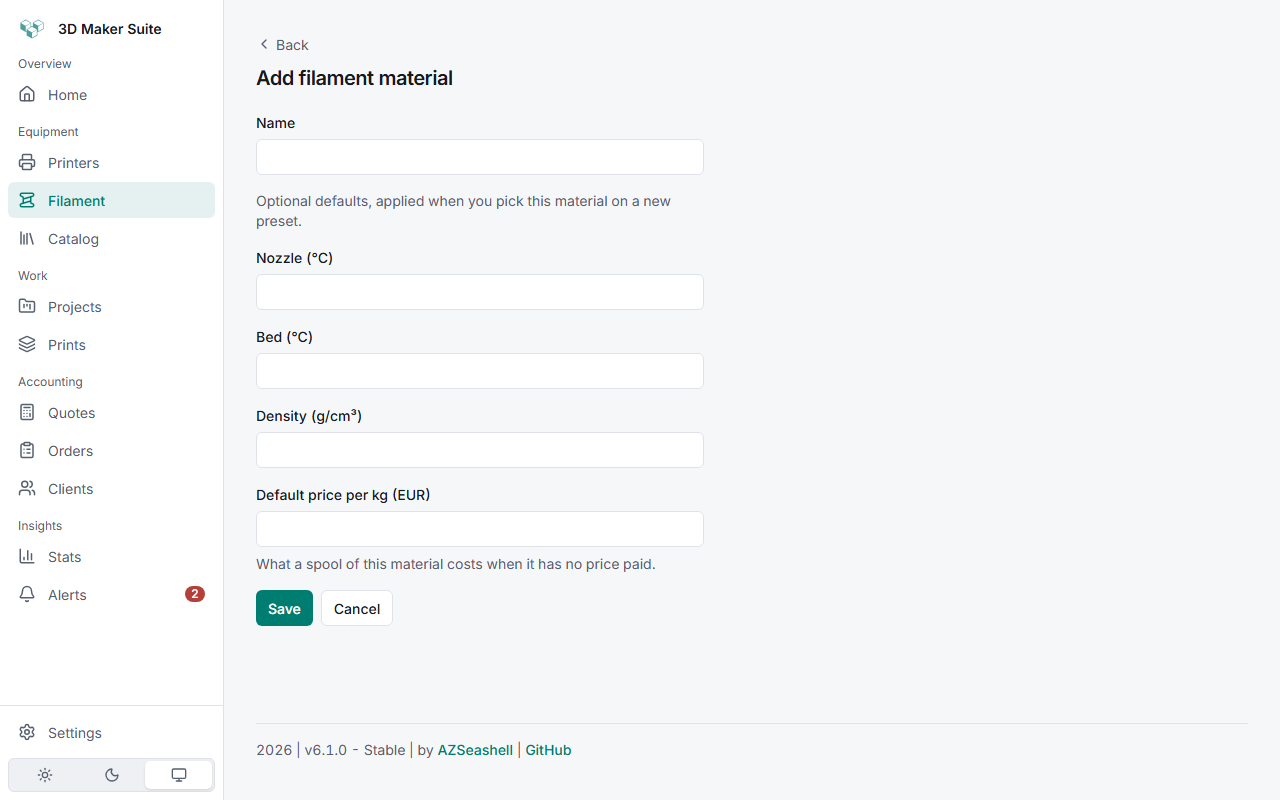 3D Maker Suite
Overview
Home
Equipment
Printers
Filament
Catalog
Work
Projects
Prints
Accounting
Quotes
Orders
Clients
Insights
Stats
Alerts 2
Settings
Back
Add filament material
Name
Optional defaults, applied when you pick this material on a new
preset.
Nozzle (°C)
Bed (°C)
Density (g/cm³)
Default price per kg (EUR)
What a spool of this material costs when it has no price paid.
Save Cancel
2026 | v6.1.0 - Stable | by AZSeashell | GitHub